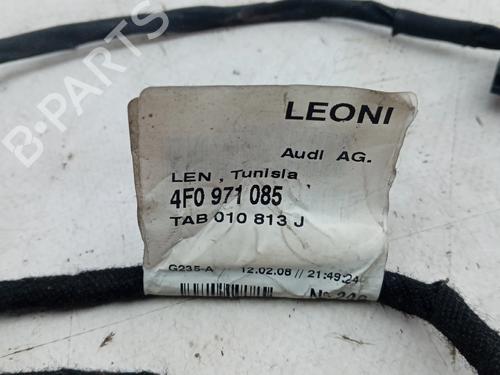 B-PARTS
LEONI
Audi AG.
LEN , Tunisia
4F0 971 085
TAB 010 813 J
G235-A / 12.02.08 // 21:49:24